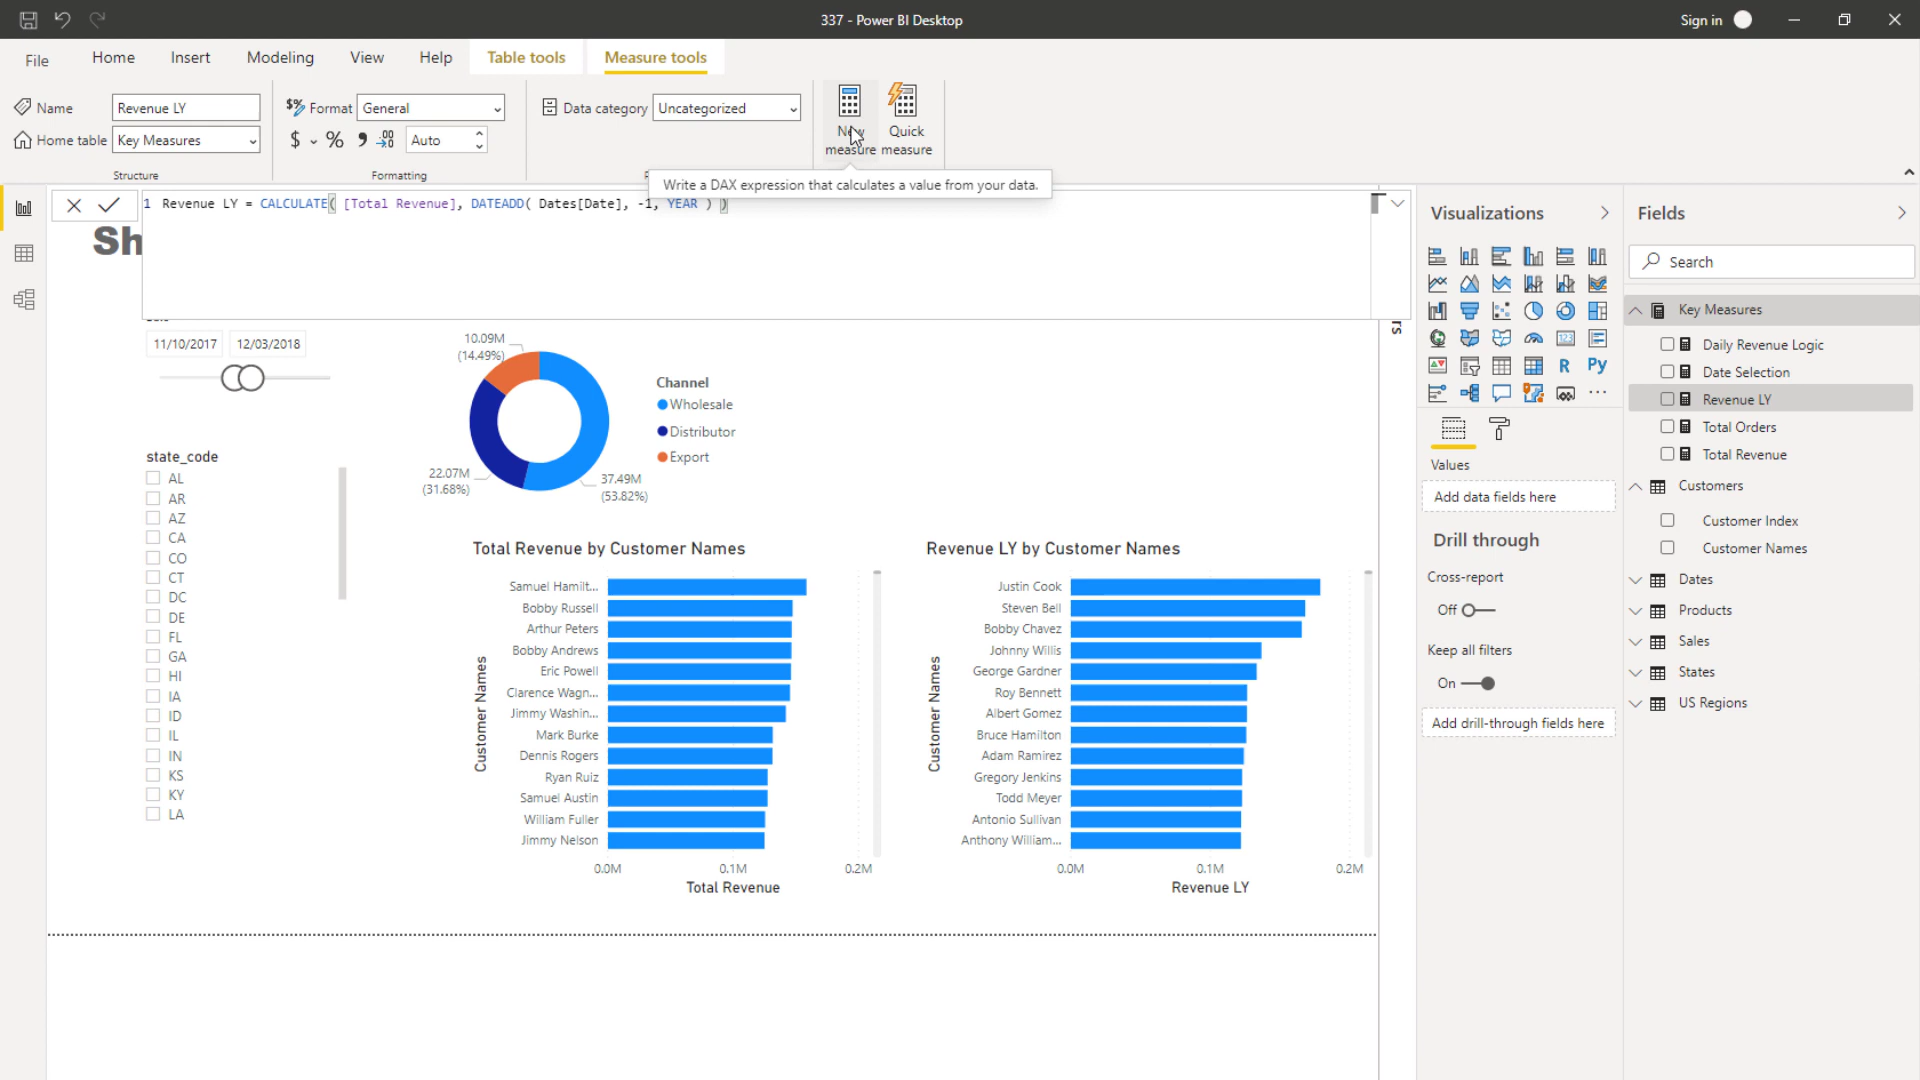 337 - Power BI Desktop
Sign in
File
Home
Insert
Modeling
View
Help
Table tools
Measure tools
Name
Revenue LY
Home table
Key Measures
Structure
$% Format
General
$
%
Auto
Formatting
Data category
Uncategorized
New measure
Quick measure
Write a DAX expression that calculates a value from your data.
1 Revenue LY = CALCULATE( [Total Revenue], DATEADD( Dates[Date], -1, YEAR ) )
Sh
11/10/2017
12/03/2018
state_code
AL
AR
AZ
CA
CO
CT
DC
DE
FL
GA
HI
IA
ID
IL
IN
KS
KY
LA
10.09M
(14.49%)
22.07M
(31.68%)
37.49M
(53.82%)
Channel
Wholesale
Distributor
Export
Total Revenue by Customer Names
Customer Names
Samuel Hamilt...
Bobby Russell
Arthur Peters
Bobby Andrews
Eric Powell
Clarence Wagn...
Jimmy Washin...
Mark Burke
Dennis Rogers
Ryan Ruiz
Samuel Austin
William Fuller
Jimmy Nelson
0.0M
0.1M
0.2M
Total Revenue
Revenue LY by Customer Names
Customer Names
Justin Cook
Steven Bell
Bobby Chavez
Johnny Willis
George Gardner
Roy Bennett
Albert Gomez
Bruce Hamilton
Adam Ramirez
Gregory Jenkins
Todd Meyer
Antonio Sullivan
Anthony William...
0.0M
0.1M
0.2M
Revenue LY
rs
Visualizations
R
Py
123
Values
Add data fields here
Drill through
Cross-report
Off
Keep all filters
On
Add drill-through fields here
Fields
Search
Key Measures
Daily Revenue Logic
Date Selection
Revenue LY
Total Orders
Total Revenue
Customers
Customer Index
Customer Names
Dates
Products
Sales
States
US Regions